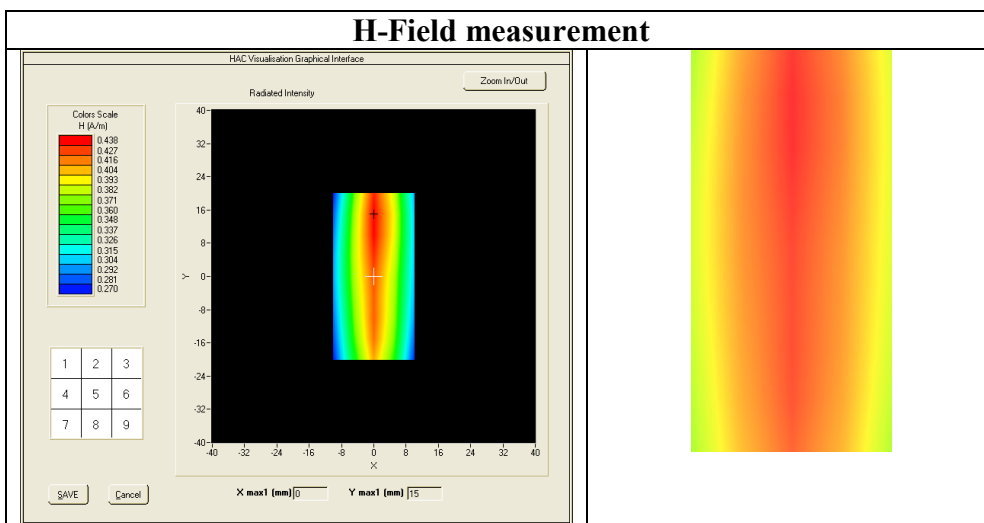 H-Field measurement
HAC Visualisation Graphical Interface
Zoom In/Out
Radiated Intensity
Colors Scale
H (A/m)
0.438
0.427
0.416
0.404
0.393
0.382
0.371
0.360
0.348
0.337
0.326
0.315
0.304
0.292
0.281
0.270
Y
40
32
24
16
8
0
-8
-16
-24
-32
-40
-40 -32 -24 -16 -8 0 8 16 24 32 40
X
1 2 3
4 5 6
7 8 9
SAVE Cancel
X max1 (mm) 0 Y max1 (mm) 15